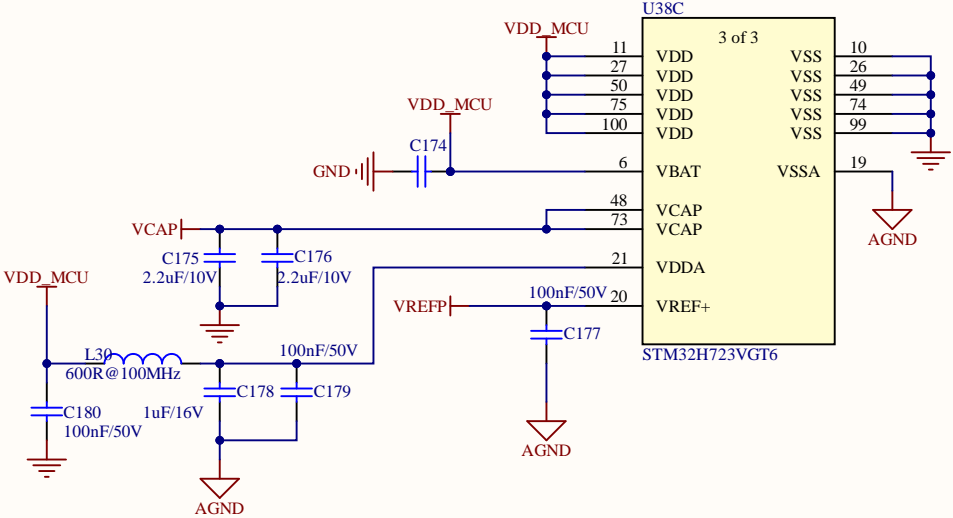 U38C
3 of 3
VDD_MCU
11 VDD VSS 10
27 VDD VSS 26
50 VDD VSS 49
75 VDD VSS 74
100 VDD VSS 99
VDD_MCU
C174
GND
6 VBAT VSSA 19
AGND
48 VCAP
73 VCAP
VCAP
C175
2.2uF/10V
C176
2.2uF/10V
21 VDDA
VREFP
100nF/50V
20 VREF+
C177
AGND
STM32H723VGT6
VDD_MCU
L30
600R@100MHz
100nF/50V
C178
1uF/16V
C179
C180
100nF/50V
AGND